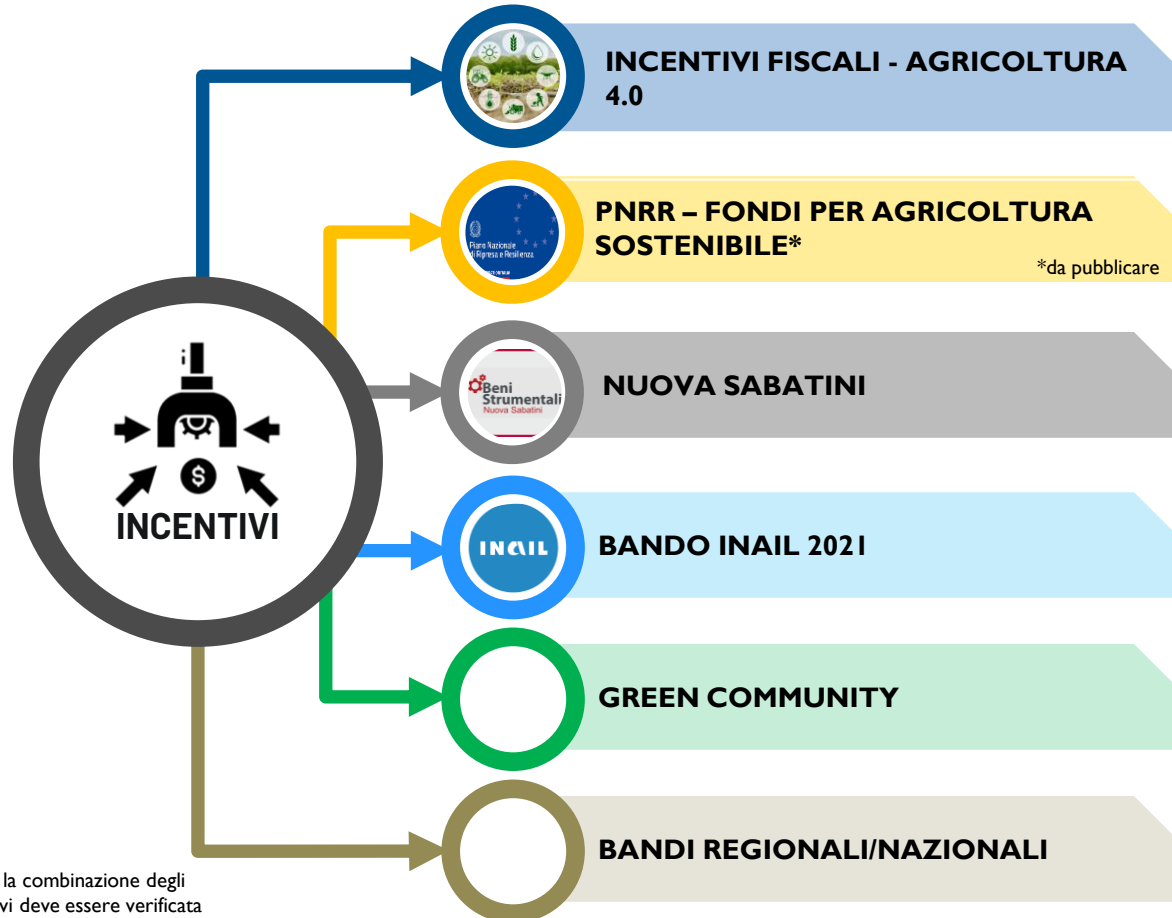 INCENTIVI FISCALI - AGRICOLTURA
4.0
PNRR – FONDI PER AGRICOLTURA
SOSTENIBILE*
*da pubblicare
Piano Nazionale
di Ripresa e Resilienza
NUOVA SABATINI
Beni
Strumentali
Nuova Sabatini
$
INCENTIVI
INAIL
BANDO INAIL 2021
GREEN COMMUNITY
BANDI REGIONALI/NAZIONALI
la combinazione degli
vi deve essere verificata